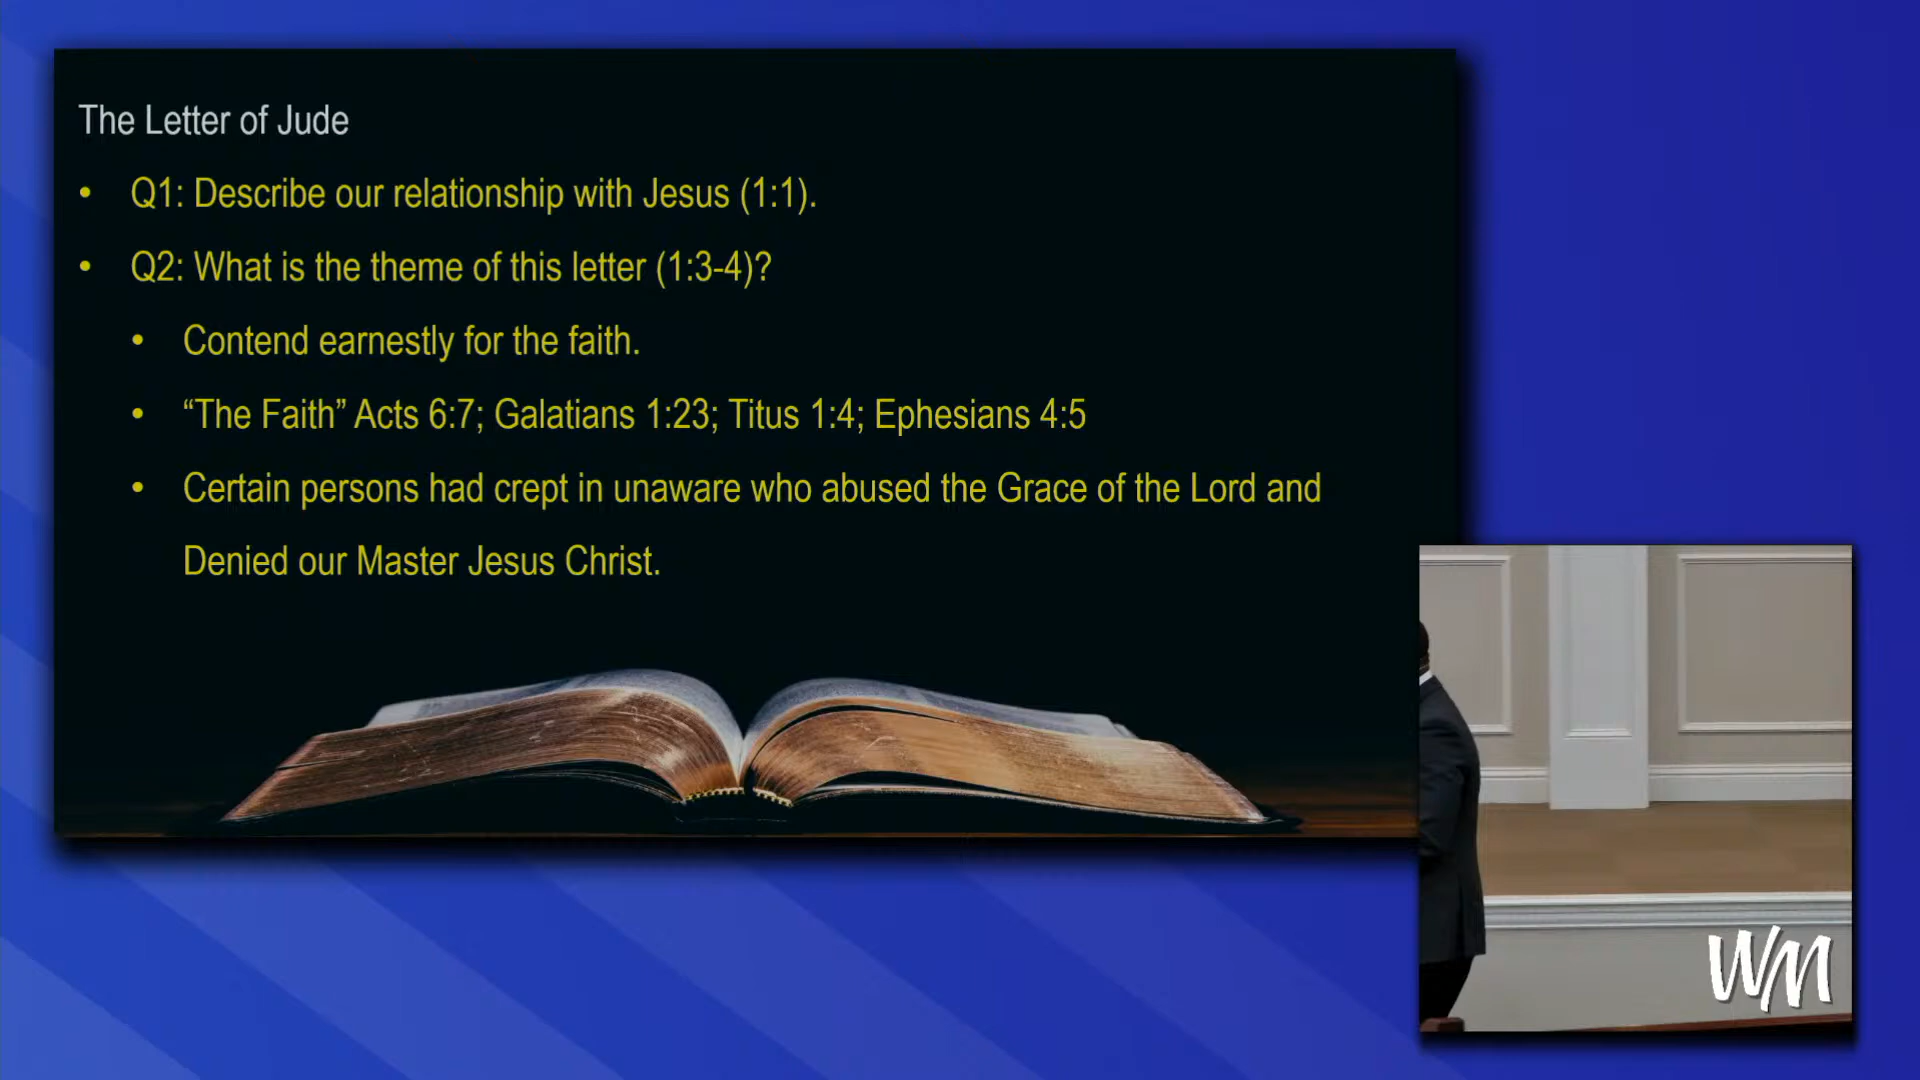 The Letter of Jude
• Q1: Describe our relationship with Jesus (1:1).
• Q2: What is the theme of this letter (1:3-4)?
• Contend earnestly for the faith.
• “The Faith” Acts 6:7; Galatians 1:23; Titus 1:4; Ephesians 4:5
• Certain persons had crept in unaware who abused the Grace of the Lord and
Denied our Master Jesus Christ.
WM